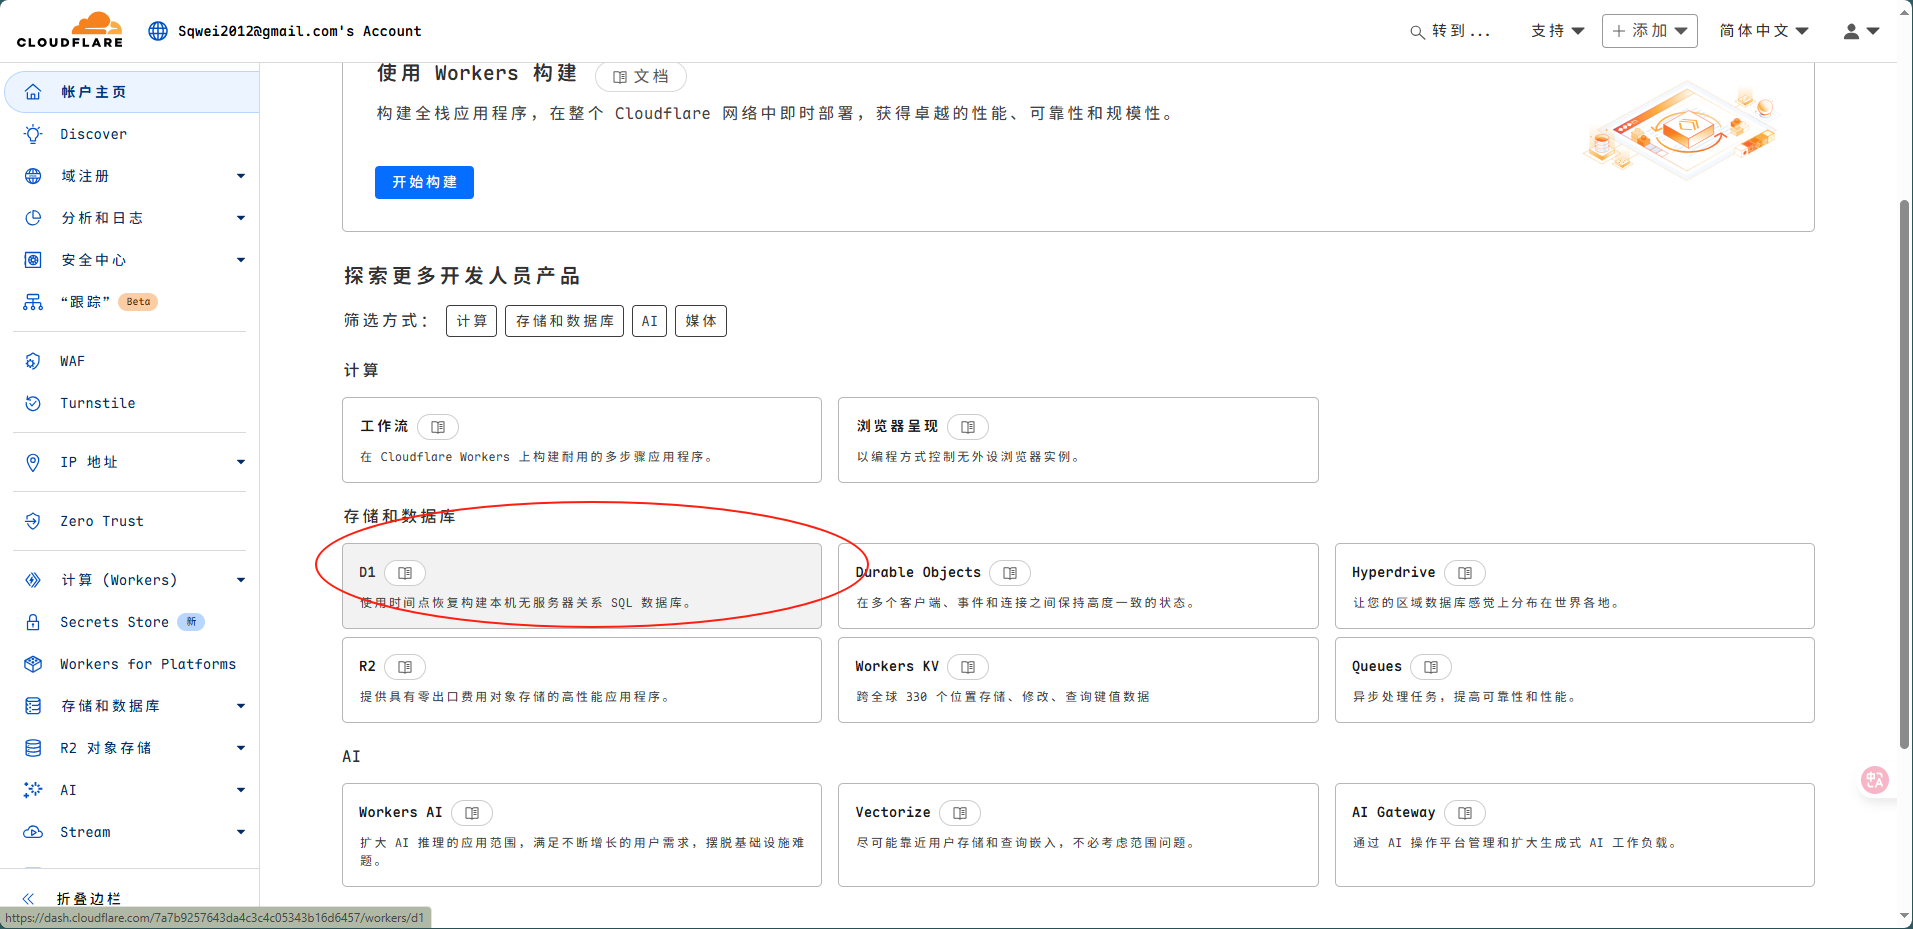 CLOUDFLARE
Sqwei2012@gmail.com's Account
转到...
支持
+ 添加
简体中文
帐户主页
Discover
域注册
分析和日志
安全中心
“跟踪” Beta
WAF
Turnstile
IP 地址
Zero Trust
计算 (Workers)
Secrets Store 新
Workers for Platforms
存储和数据库
R2 对象存储
AI
Stream
折叠边栏
https://dash.cloudflare.com/7a7b9257643da4c3c4c05343b16d6457/workers/d1
使用 Workers 构建 文档
构建全栈应用程序，在整个 Cloudflare 网络中即时部署，获得卓越的性能、可靠性和规模性。
开始构建
探索更多开发人员产品
筛选方式： 计算 存储和数据库 AI 媒体
计算
工作流
在 Cloudflare Workers 上构建耐用的多步骤应用程序。
浏览器呈现
以编程方式控制无外设浏览器实例。
存储和数据库
D1
使用时间点恢复构建本机无服务器关系 SQL 数据库。
Durable Objects
在多个客户端、事件和连接之间保持高度一致的状态。
Hyperdrive
让您的区域数据库感觉上分布在世界各地。
R2
提供具有零出口费用对象存储的高性能应用程序。
Workers KV
跨全球 330 个位置存储、修改、查询键值数据
Queues
异步处理任务，提高可靠性和性能。
AI
Workers AI
扩大 AI 推理的应用范围，满足不断增长的用户需求，摆脱基础设施难
题。
Vectorize
尽可能靠近用户存储和查询嵌入，不必考虑范围问题。
AI Gateway
通过 AI 操作平台管理和扩大生成式 AI 工作负载。
中
A